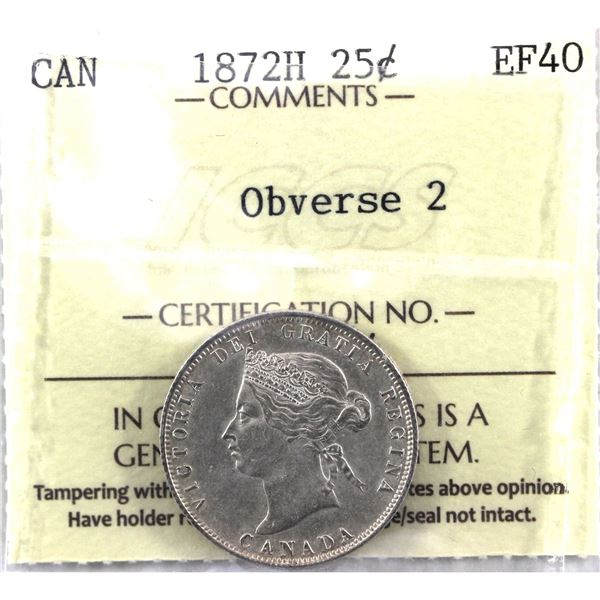 CAN 1872H 25¢ EF40
— COMMENTS —
ICCS
Obverse 2
— CERTIFICATION NO. —
VICTORIA DEI GRATIA REGINA
CANADA
IN S IS A
GEN TEM.
Tampering with tes above opinion.
Have holder e/seal not intact.